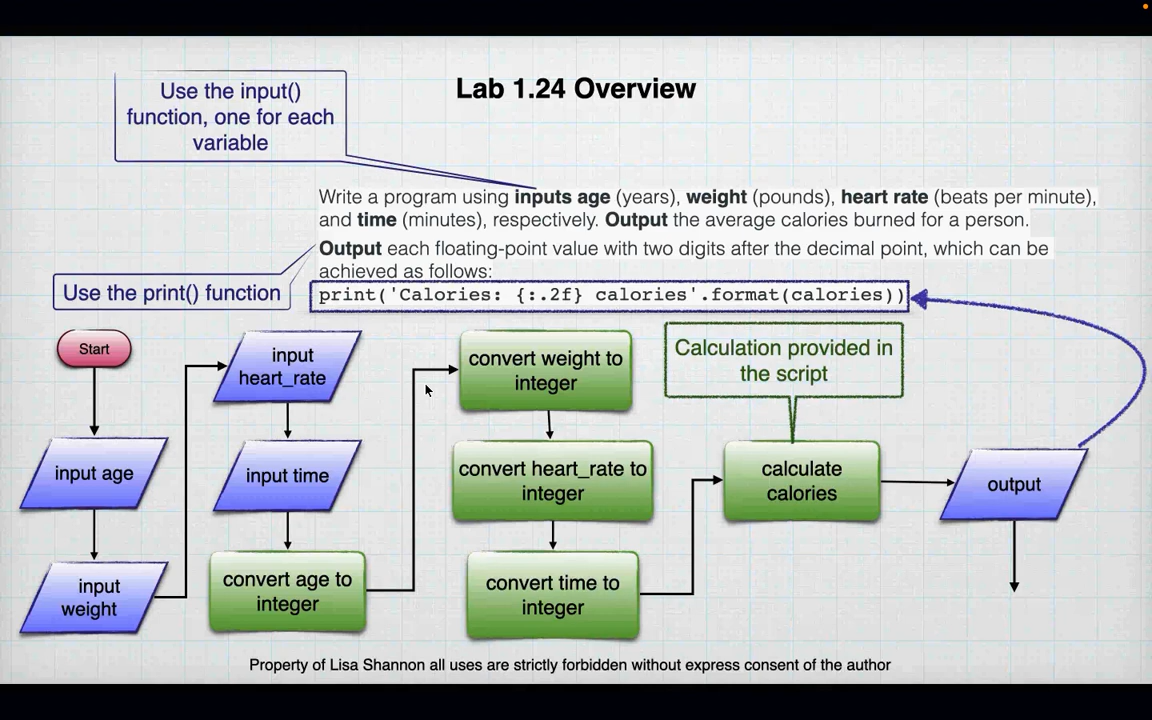 Lab 1.24 Overview
Use the input()
function, one for each
variable
Write a program using inputs age (years), weight (pounds), heart rate (beats per minute),
and time (minutes), respectively. Output the average calories burned for a person.
Output each floating-point value with two digits after the decimal point, which can be
achieved as follows:
Use the print() function
print('Calories: {:.2f} calories'.format(calories))
Start
input age
input
weight
input
heart_rate
input time
convert age to
integer
convert weight to
integer
convert heart_rate to
integer
convert time to
integer
Calculation provided in
the script
calculate
calories
output
Property of Lisa Shannon all uses are strictly forbidden without express consent of the author